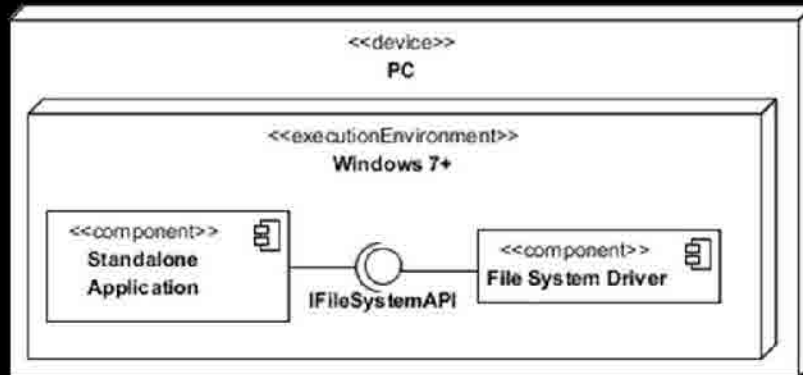 <<device>>
PC
<<executionEnvironment>>
Windows 7+
<<component>>
Standalone
Application
IFileSystemAPI
<<component>>
File System Driver